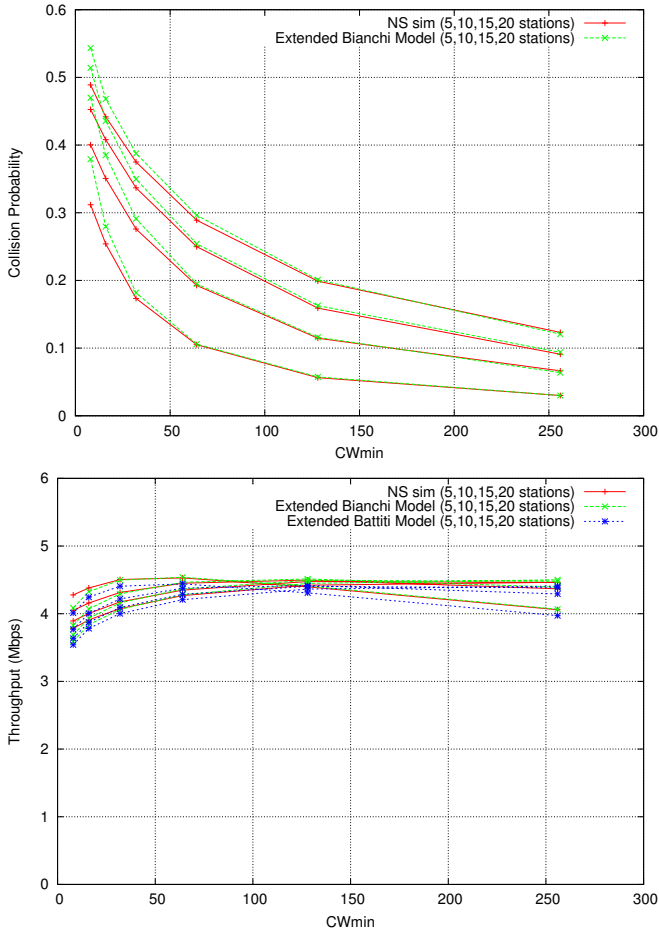 0.6
0.5
0.4
0.3
0.2
0.1
0
Collision Probability
NS sim (5,10,15,20 stations)
Extended Bianchi Model (5,10,15,20 stations)
0 50 100 150 200 250 300
CWmin
6
5
4
3
2
1
0
Throughput (Mbps)
NS sim (5,10,15,20 stations)
Extended Bianchi Model (5,10,15,20 stations)
Extended Battiti Model (5,10,15,20 stations)
0 50 100 150 200 250 300
CWmin